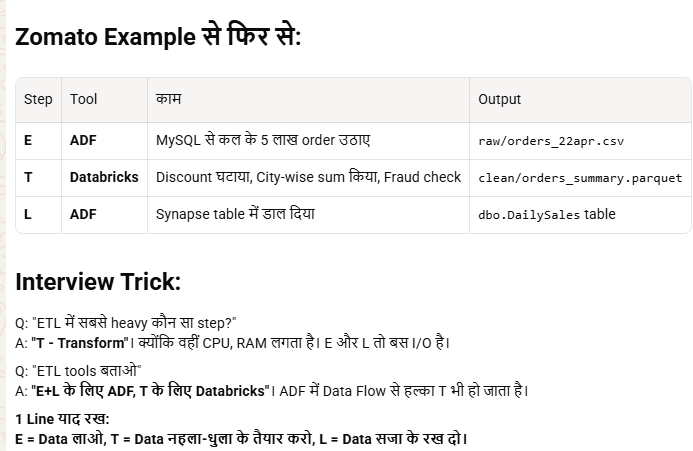 Zomato Example से फिर से:
Step Tool काम Output
E ADF MySQL से कल के 5 लाख order उठाए raw/orders_22apr.csv
T Databricks Discount घटाया, City-wise sum किया, Fraud check clean/orders_summary.parquet
L ADF Synapse table में डाल दिया dbo.DailySales table
Interview Trick:
Q: "ETL में सबसे heavy कौन सा step?"
A: "T - Transform"। क्योंकि वहीं CPU, RAM लगता है। E और L तो बस I/O है।
Q: "ETL tools बताओ"
A: "E+L के लिए ADF, T के लिए Databricks"। ADF में Data Flow से हल्का T भी हो जाता है।
1 Line याद रख:
E = Data लाओ, T = Data नहला-धुला के तैयार करो, L = Data सजा के रख दो।